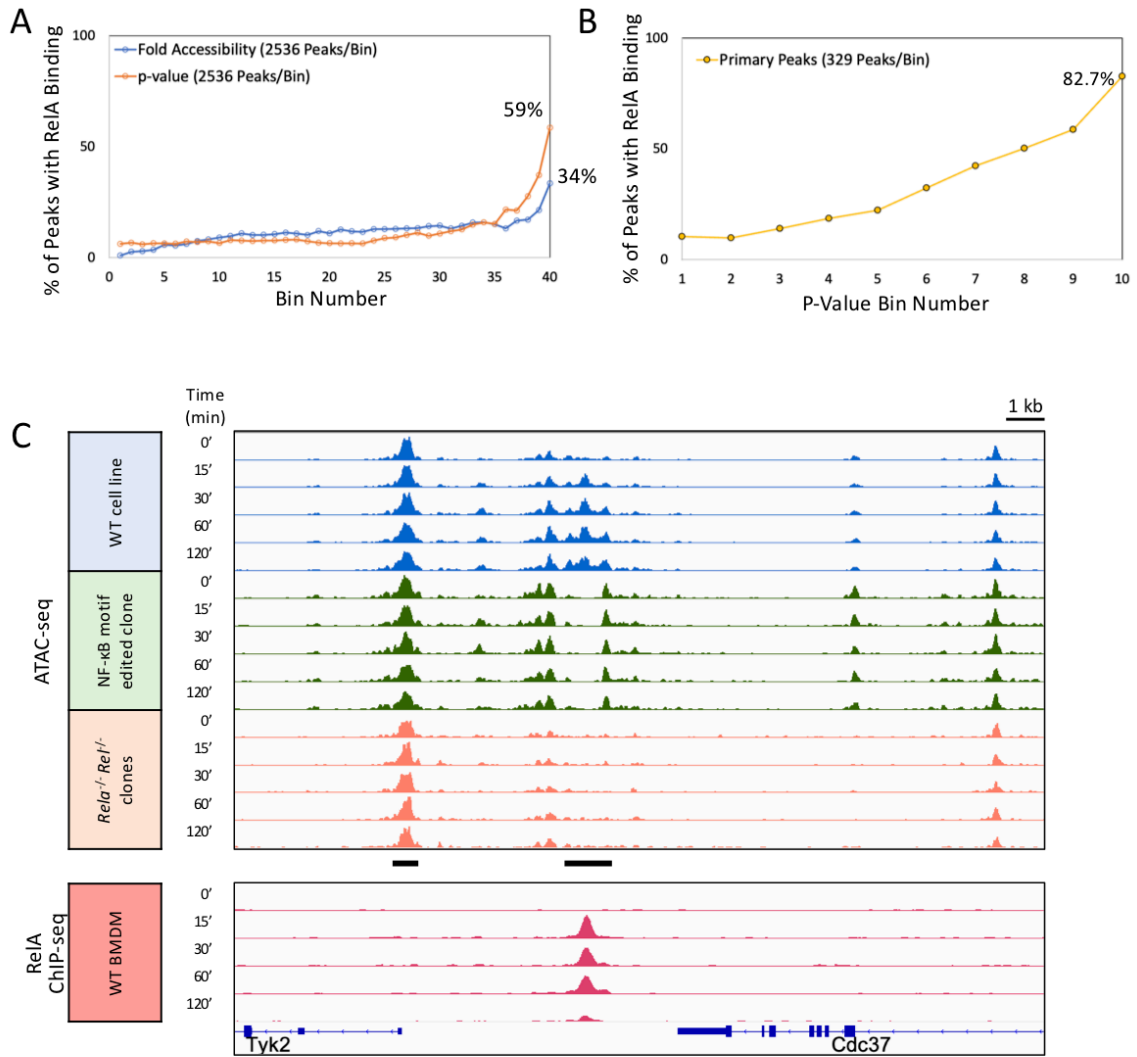 A
% of Peaks with RelA Binding
100
50
0
Fold Accessibility (2536 Peaks/Bin)
p-value (2536 Peaks/Bin)
59%
34%
0 5 10 15 20 25 30 35 40
Bin Number
B
% of Peaks with RelA Binding
100
50
0
Primary Peaks (329 Peaks/Bin)
82.7%
1 2 3 4 5 6 7 8 9 10
P-Value Bin Number
C
Time
(min)
1 kb
ATAC-seq
WT cell line
0’
15’
30’
60’
120’
NF-κB motif
edited clone
0’
15’
30’
60’
120’
Rela-/- Rel-/-
clones
0’
15’
30’
60’
120’
RelA
ChIP-seq
WT BMDM
0’
15’
30’
60’
120’
Tyk2 Cdc37